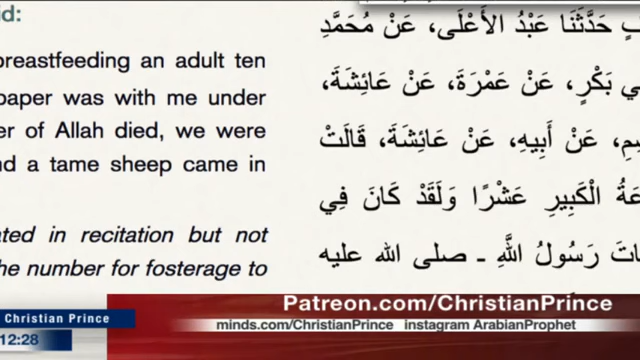 id:
breastfeeding an adult ten
paper was with me under
er of Allah died, we were
nd a tame sheep came in
ated in recitation but not
he number for fosterage to
حَدَّثَنَا عَبْدُ الأَعْلَى، عَنْ مُحَمَّدِ
بِي بَكْرٍ، عَنْ عَمْرَةَ، عَنْ عَائِشَةَ،
سِمِ، عَنْ أَبِيهِ، عَنْ عَائِشَةَ، قَالَتْ
عَةُ الْكَبِيرِ عَشْرًا وَلَقَدْ كَانَ فِي
اتَ رَسُولُ اللَّهِ ـ صلى الله عليه
Patreon.com/ChristianPrince
Christian Prince
minds.com/ChristianPrince instagram ArabianProphet
12:28